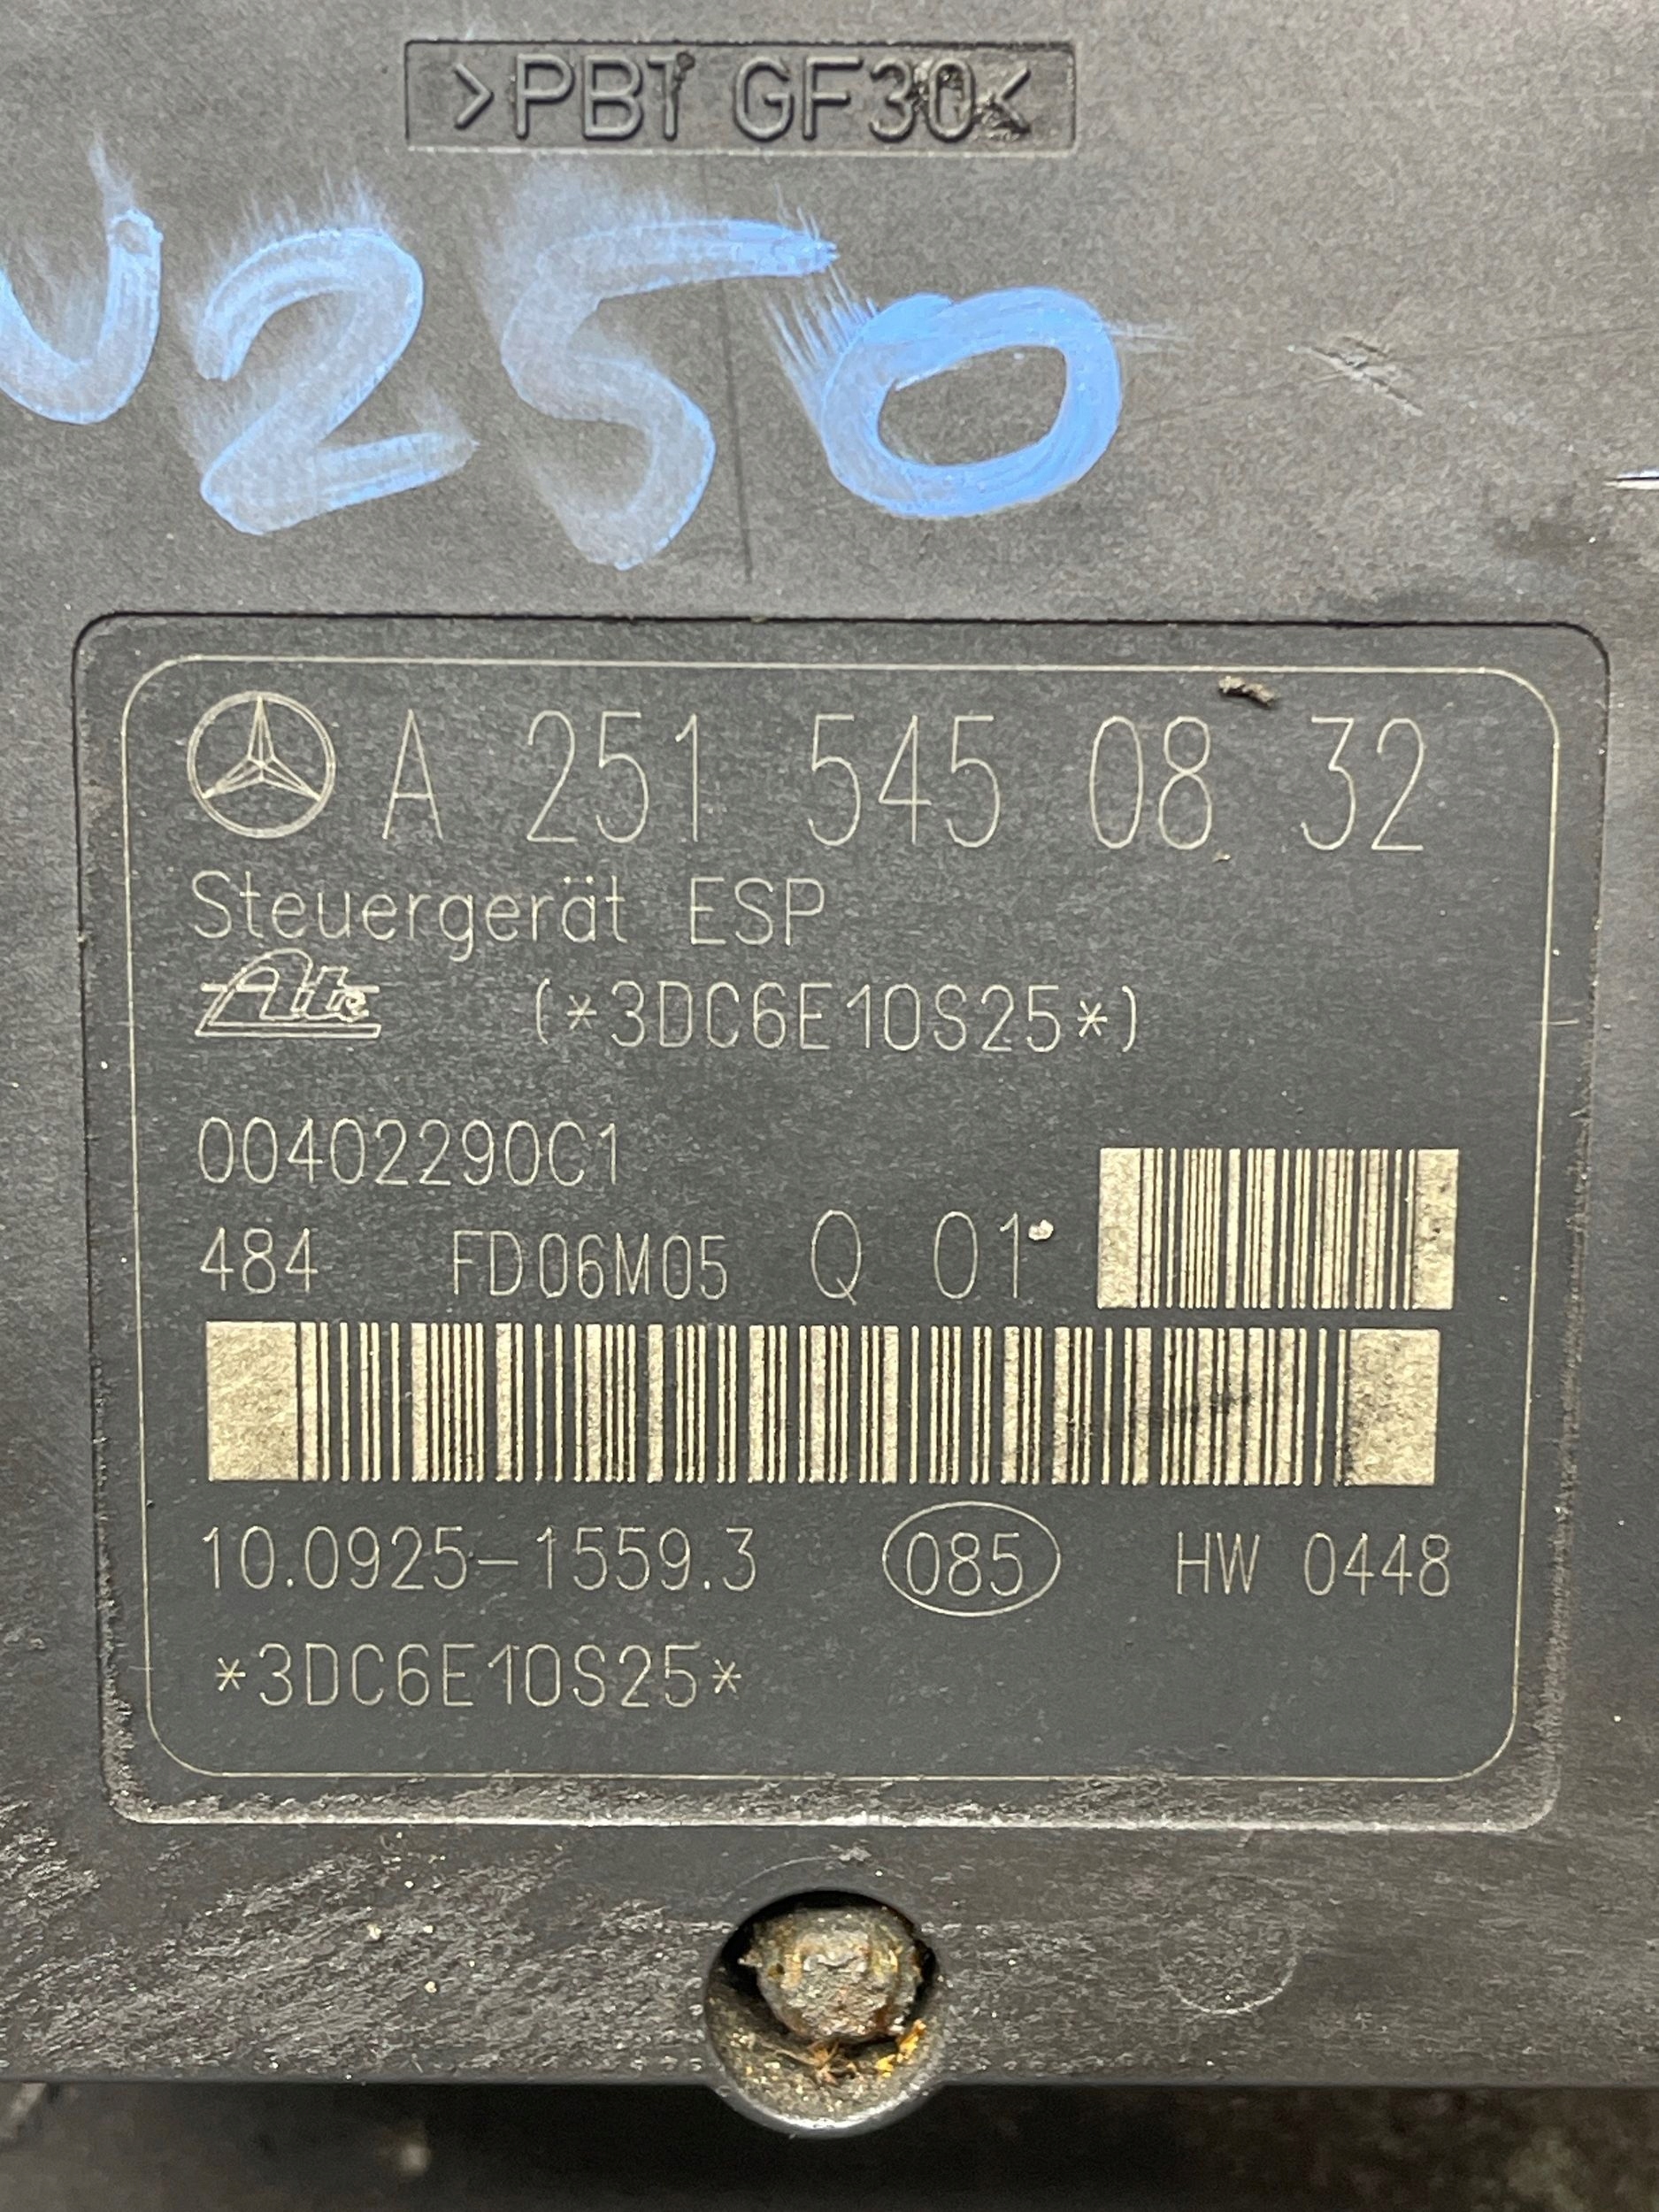 >PBT GF30<
250
A 251 545 08 32
Steuergerät ESP
Ate (*3DC6E10S25*)
00402290C1
484 FD06M05 Q 01
10.0925-1559.3 085 HW 0448
*3DC6E10S25*